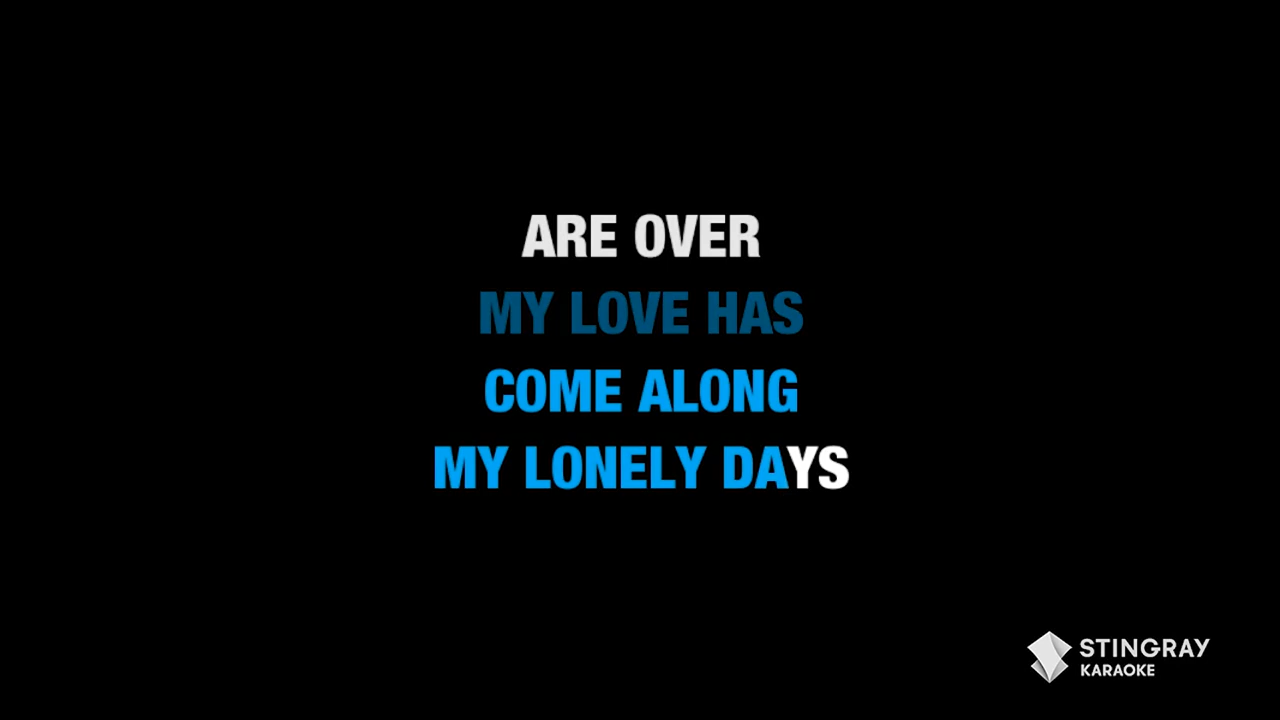 ARE OVER
MY LOVE HAS
COME ALONG
MY LONELY DAYS
STINGRAY
KARAOKE